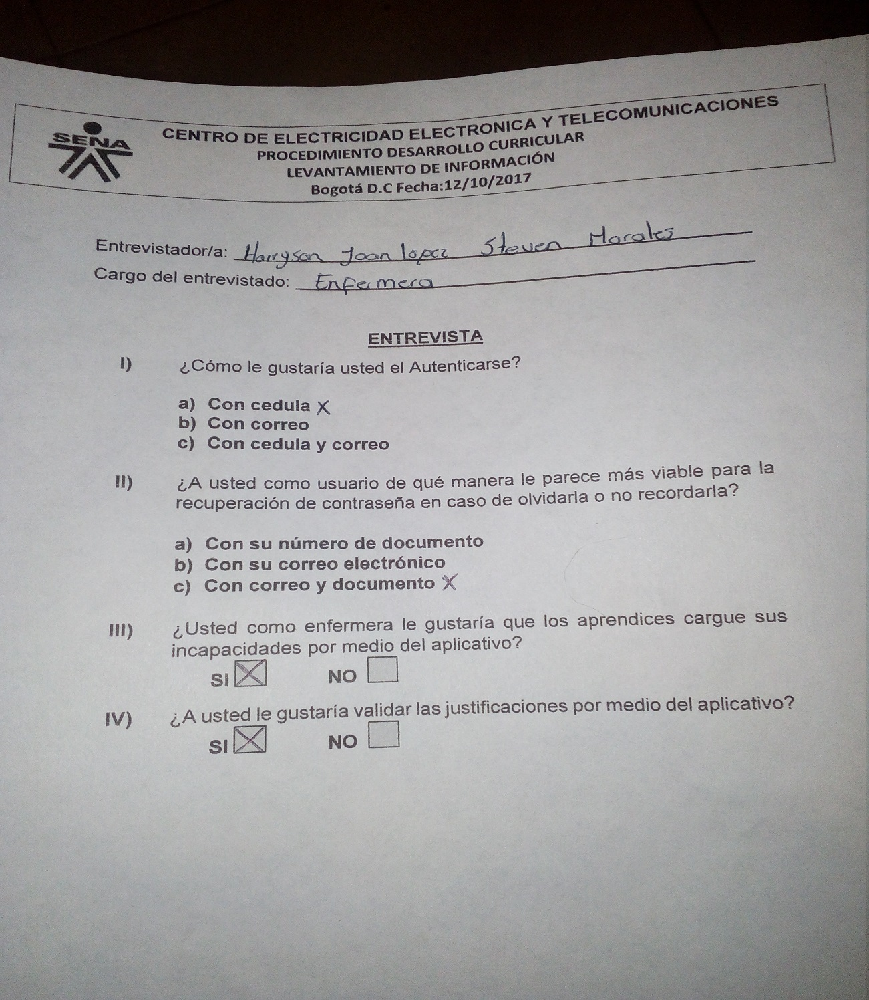 SENA
CENTRO DE ELECTRICIDAD ELECTRONICA Y TELECOMUNICACIONES
PROCEDIMIENTO DESARROLLO CURRICULAR
LEVANTAMIENTO DE INFORMACIÓN
Bogotá D.C Fecha:12/10/2017
Entrevistador/a: Harryson Joan lopez Steven Morales
Cargo del entrevistado: Enfermera
ENTREVISTA
I) ¿Cómo le gustaría usted el Autenticarse?
a) Con cedula X
b) Con correo
c) Con cedula y correo
II) ¿A usted como usuario de qué manera le parece más viable para la
recuperación de contraseña en caso de olvidarla o no recordarla?
a) Con su número de documento
b) Con su correo electrónico
c) Con correo y documento X
III) ¿Usted como enfermera le gustaría que los aprendices cargue sus
incapacidades por medio del aplicativo?
SI X NO
IV) ¿A usted le gustaría validar las justificaciones por medio del aplicativo?
SI X NO